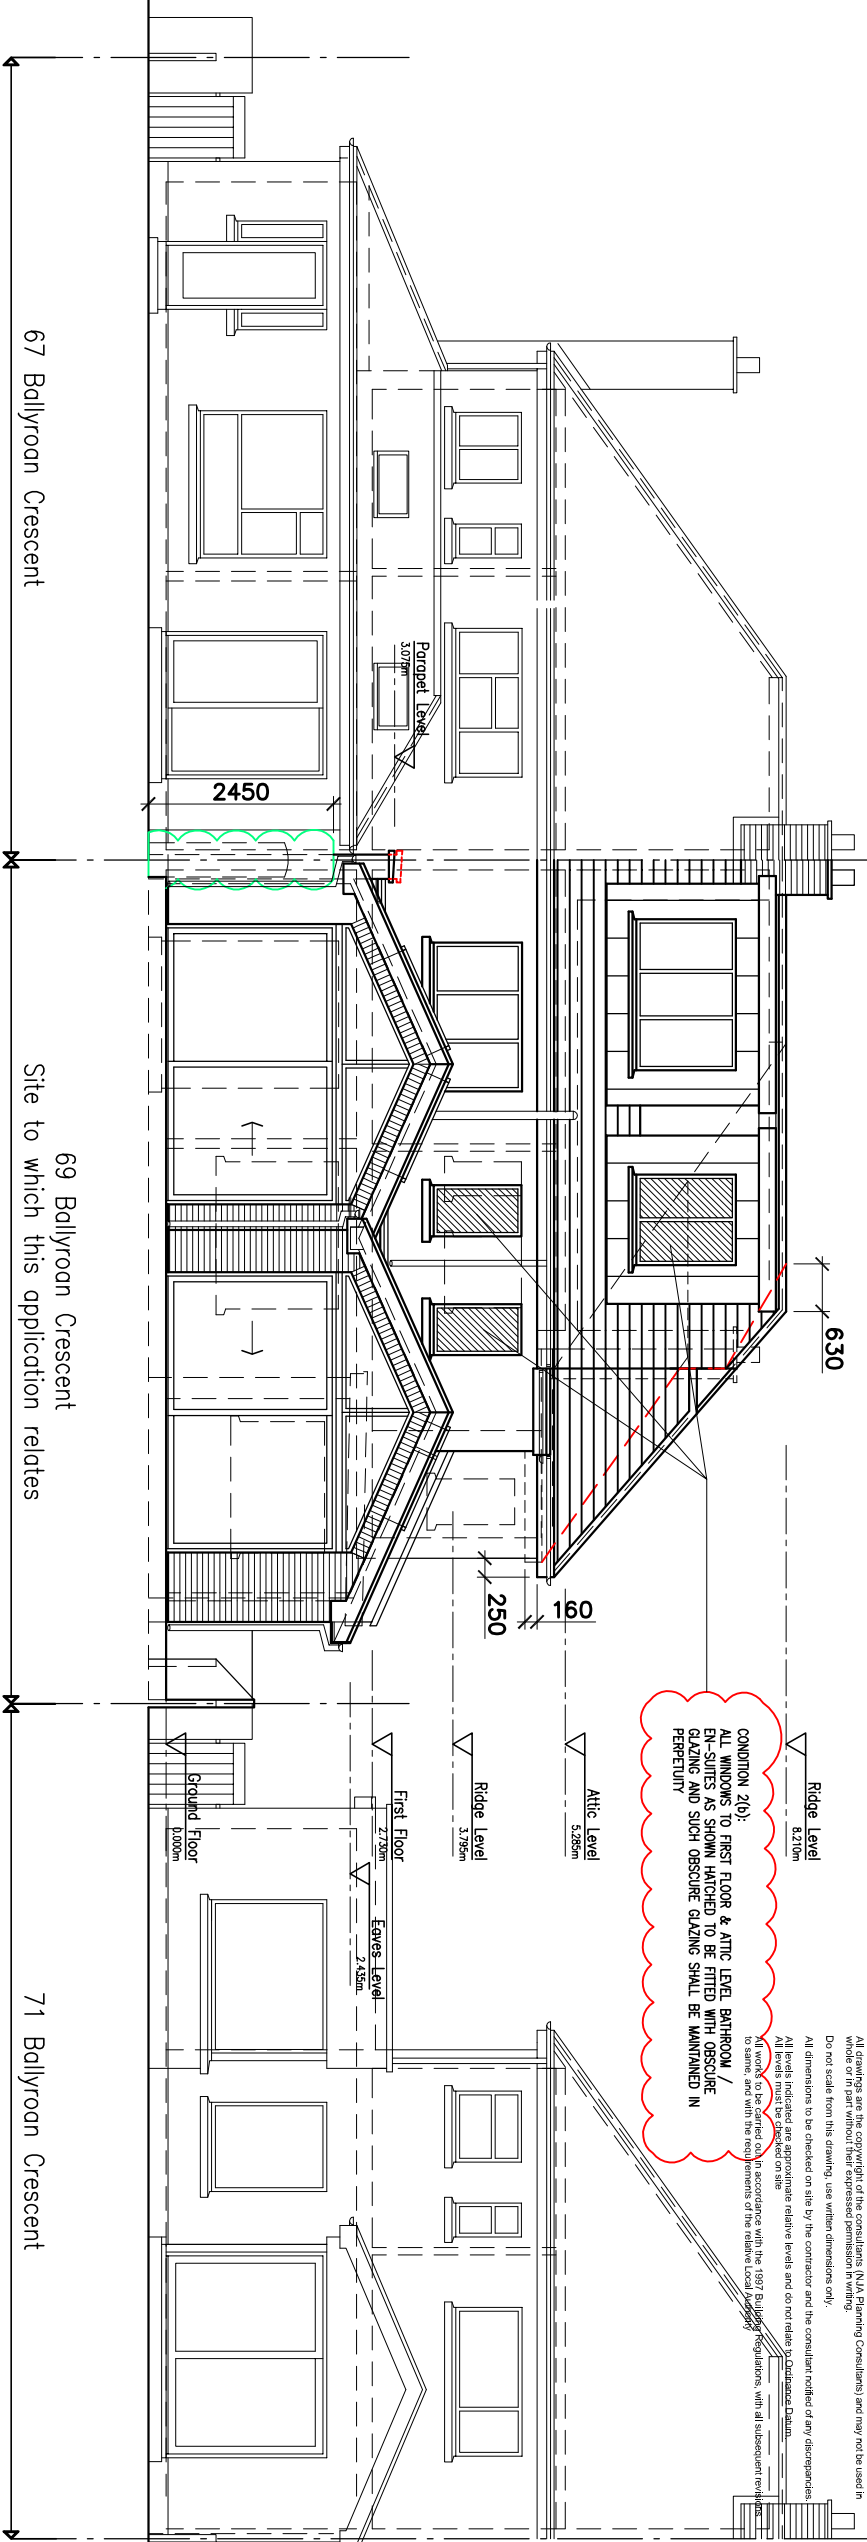 All drawings are the copywright of the consultants (NJA Planning Consultants) and may not be used in
whole or in part without their expressed permission in writing.
Do not scale from this drawing, use written dimensions only.
All dimensions to be checked on site by the contractor and the consultant notified of any discrepancies.
All levels indicated are approximate relative levels and do not relate to Ordinance Datum.
All levels must be checked on site
All works to be carried out in accordance with the 1997 Building Regulations, with all subsequent revisions
to same, and with the requirements of the relative Local Authority
CONDITION 2(b):
ALL WINDOWS TO FIRST FLOOR & ATTIC LEVEL BATHROOM /
EN-SUITES AS SHOWN HATCHED TO BE FITTED WITH OBSCURE
GLAZING AND SUCH OBSCURE GLAZING SHALL BE MAINTAINED IN
PERPETUITY
630
Ridge Level
8.210m
Attic Level
5.285m
160
250
Ridge Level
3.795m
Parapet Level
3.075m
First Floor
2.730m
Eaves Level
2.435m
2450
Ground Floor
0.000m
67 Ballyroan Crescent
69 Ballyroan Crescent
Site to which this application relates
71 Ballyroan Crescent